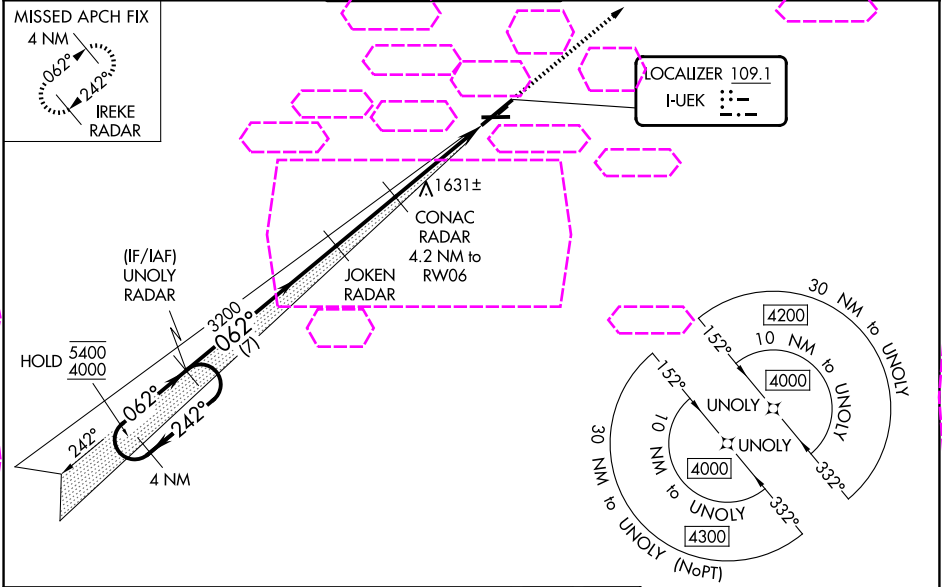 MISSED APCH FIX
4 NM
062°
242°
IREKE
RADAR
LOCALIZER 109.1
I-UEK
1631±
CONAC
RADAR
4.2 NM to
RW06
(IF/IAF)
UNOLY
RADAR
JOKEN
RADAR
3200
062°
(7)
HOLD 5400
4000
062°
242°
242°
4 NM
30 NM to UNOLY
4200
152°
10 NM to UNOLY
4000
UNOLY
332°
152°
UNOLY
10 NM to UNOLY
4000
332°
30 NM to UNOLY (NoPT)
4300